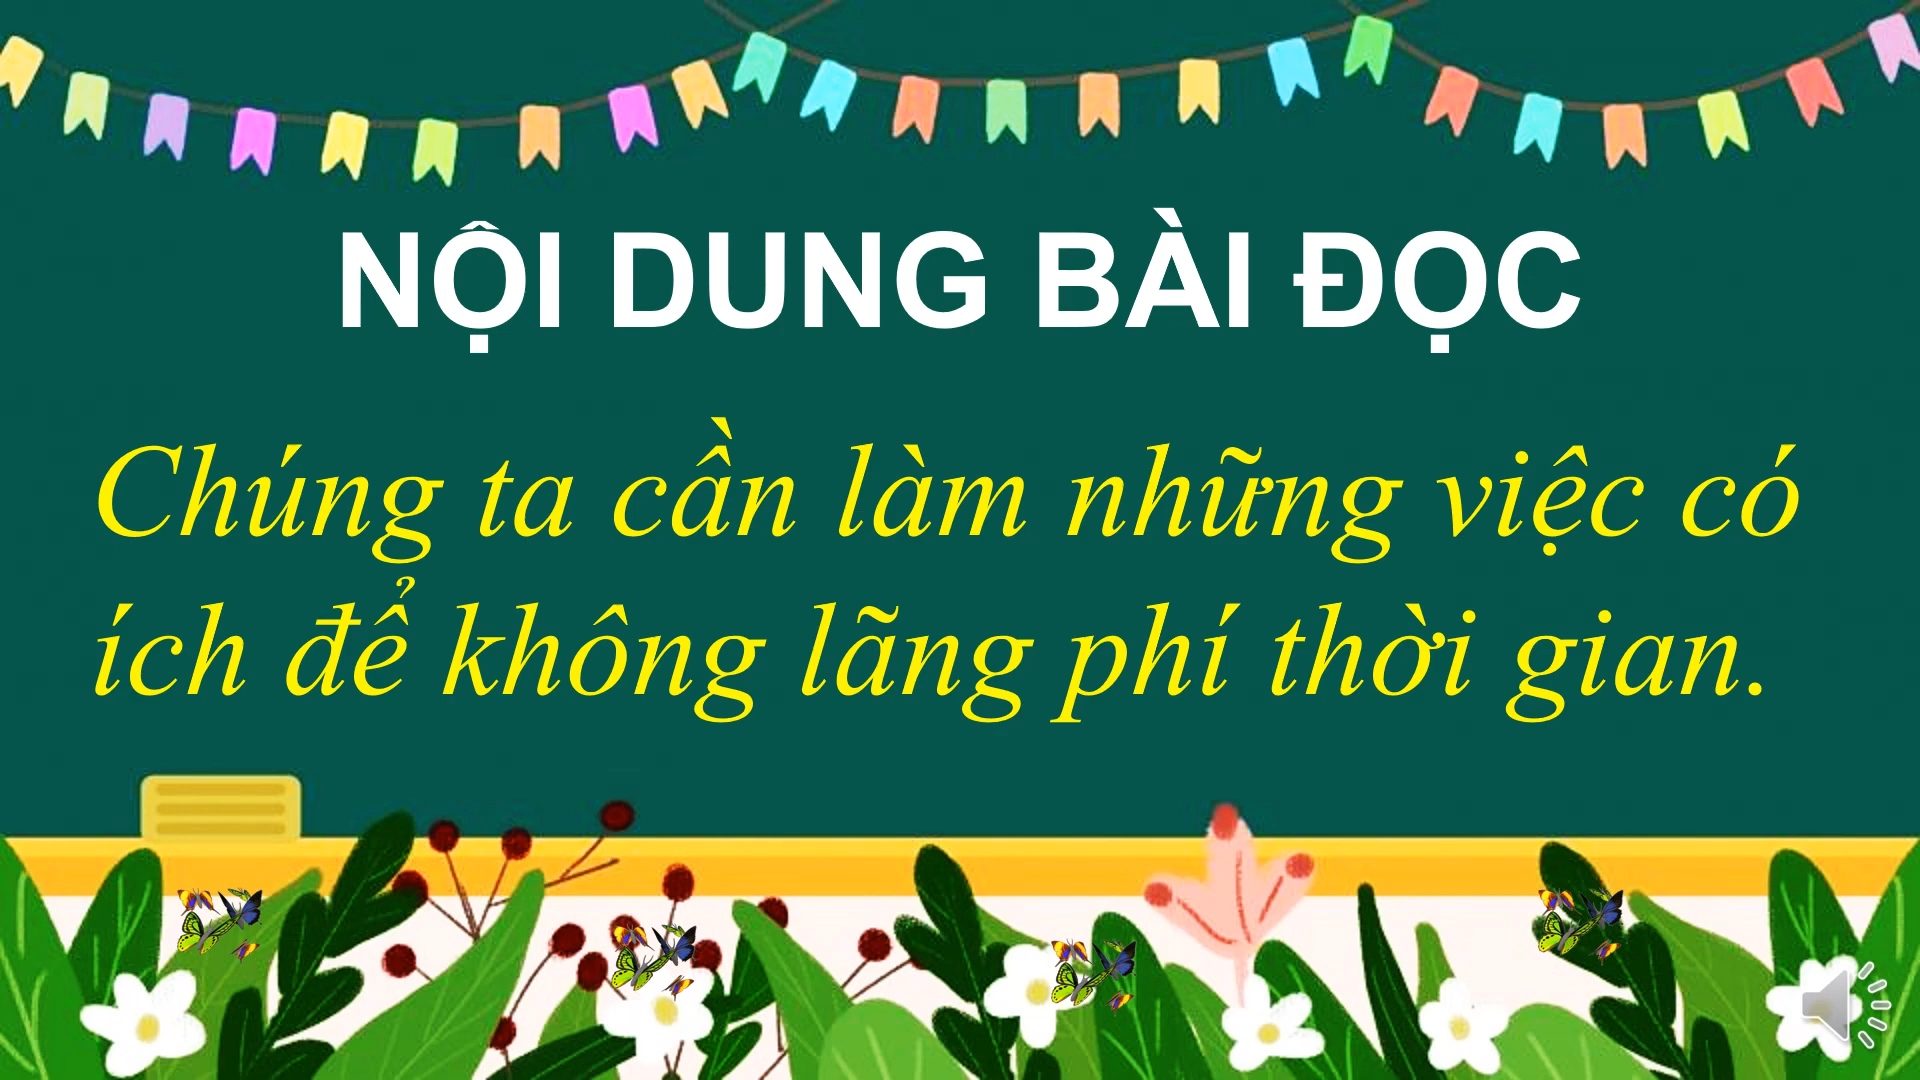 NỘI DUNG BÀI ĐỌC
Chúng ta cần làm những việc có
ích để không lãng phí thời gian.